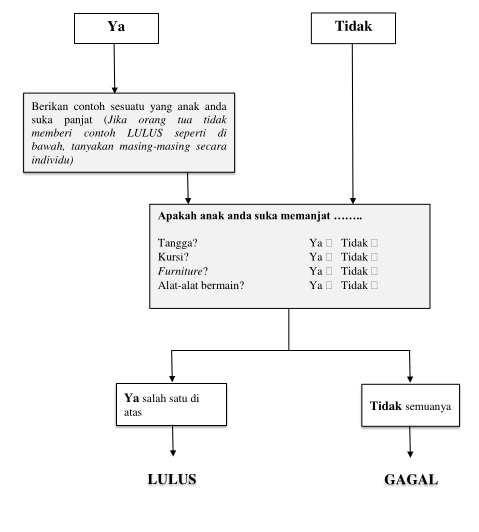 Ya
Tidak
Berikan contoh sesuatu yang anak anda
suka panjat (Jika orang tua tidak
memberi contoh LULUS seperti di
bawah, tanyakan masing-masing secara
individu)
Apakah anak anda suka memanjat ……..
Tangga? Ya □ Tidak □
Kursi? Ya □ Tidak □
Furniture? Ya □ Tidak □
Alat-alat bermain? Ya □ Tidak □
Ya salah satu di
atas
Tidak semuanya
LULUS
GAGAL